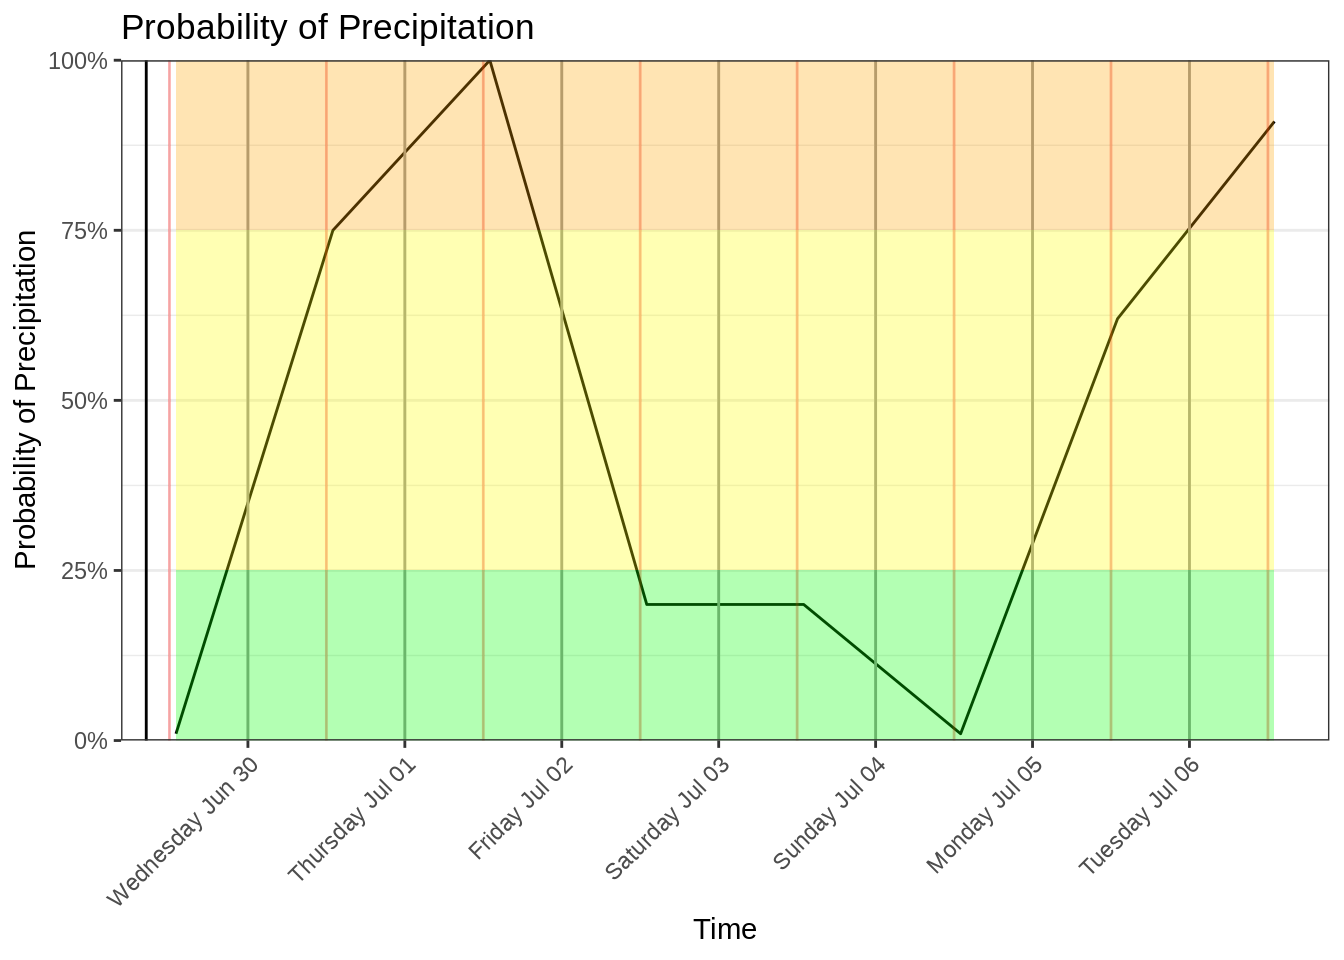 Probability of Precipitation
Probability of Precipitation
100%
75%
50%
25%
0%
Wednesday Jun 30
Thursday Jul 01
Friday Jul 02
Saturday Jul 03
Sunday Jul 04
Monday Jul 05
Tuesday Jul 06
Time